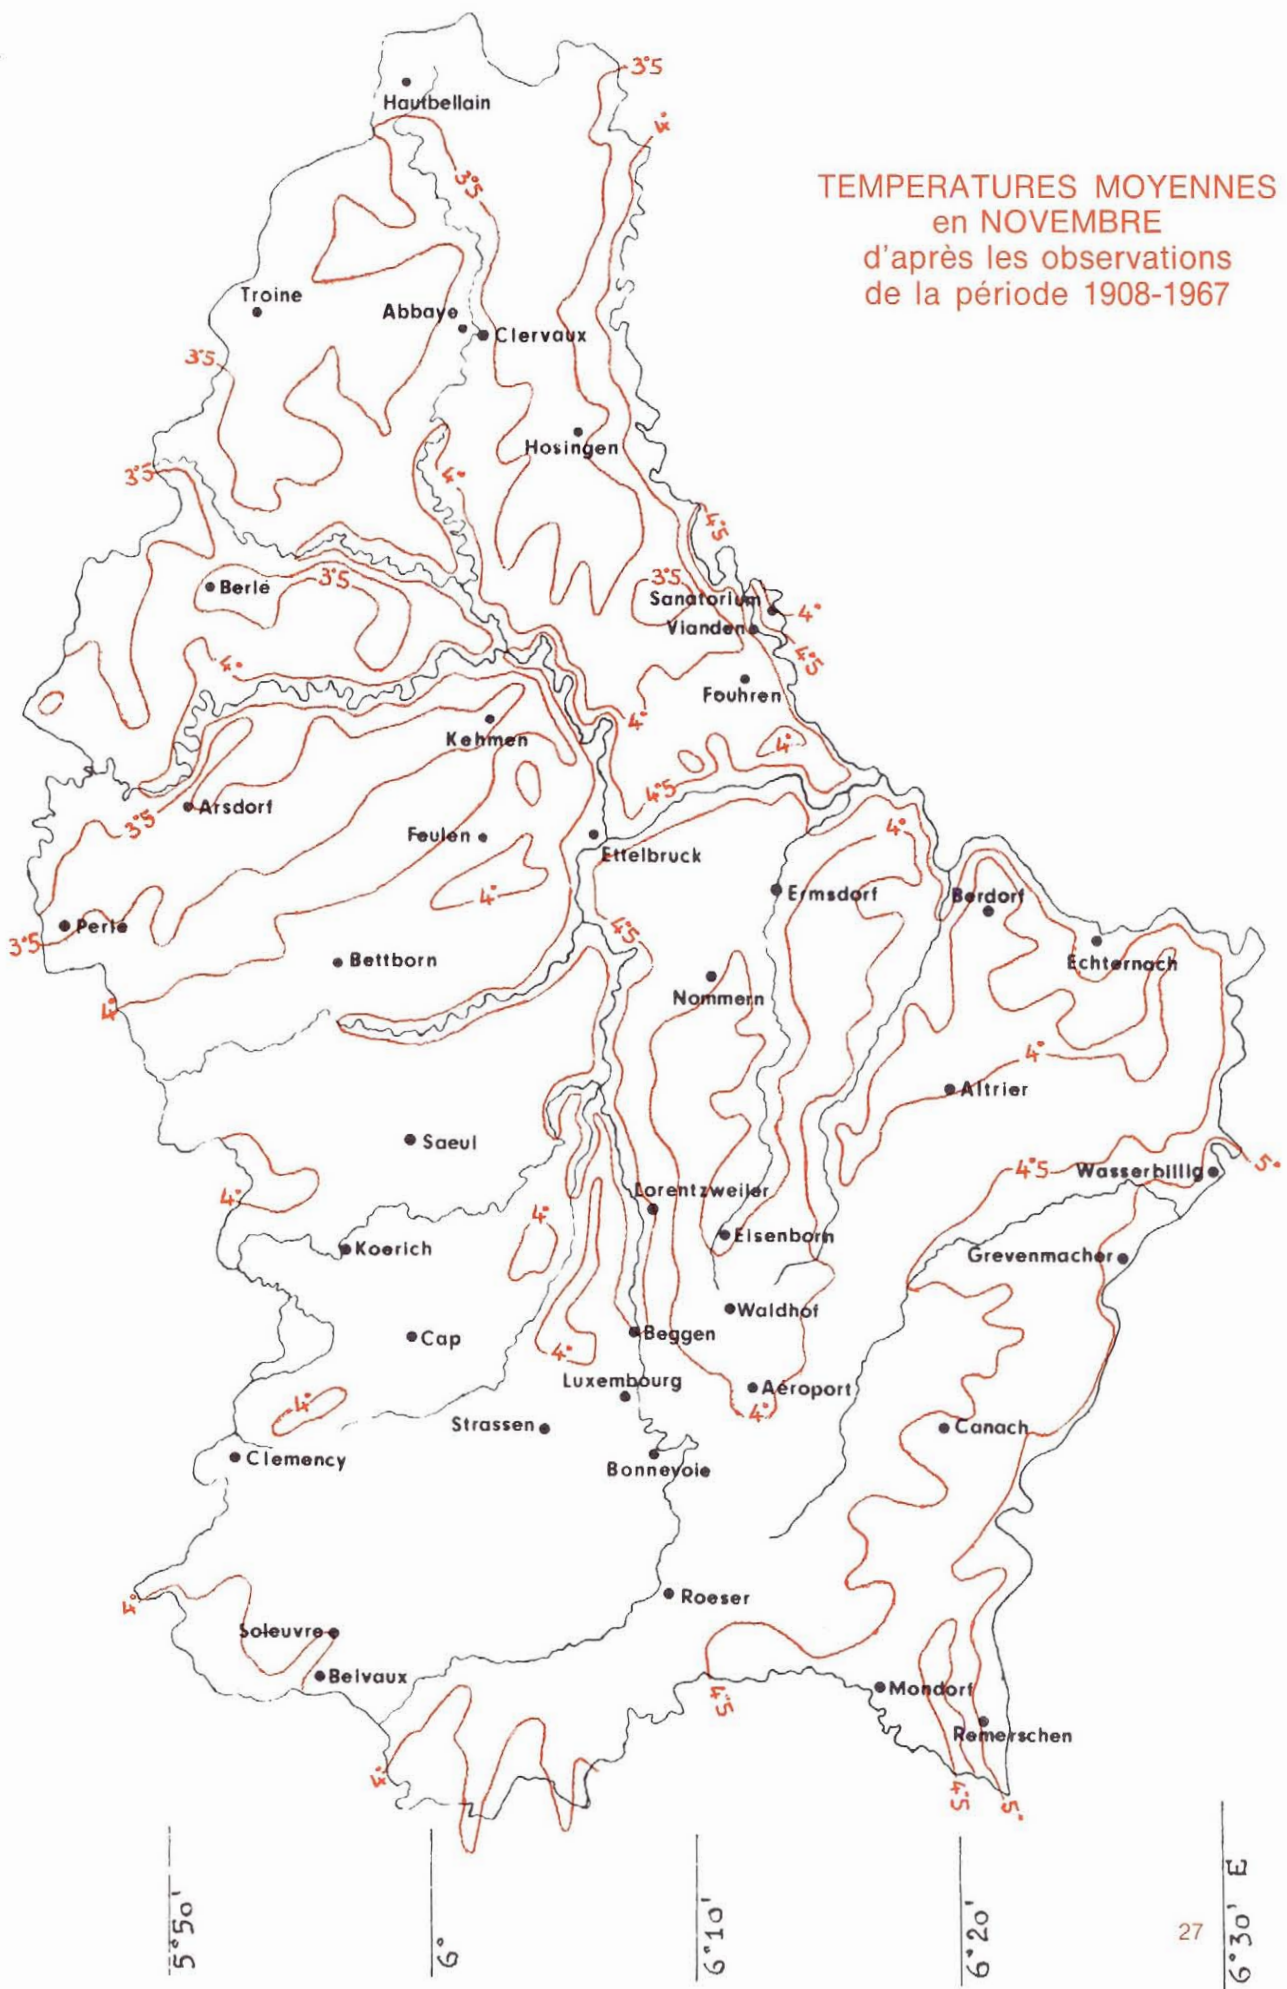 TEMPERATURES MOYENNES
en NOVEMBRE
d'après les observations
de la période 1908-1967
3°5
Hautbellain
4°
3°5
Troine
Abbaye
Clervaux
3°5
Hosingen
3°5
4°
4°5
Berlé
3°5
3°5
Sanatorium
4°
Vianden
4°5
4°
Fouhren
4°
Kehmen
4°
4°5
Arsdorf
3°5
Feulen
Ettelbruck
4°
4°
Ermsdorf
Berdorf
Perlé
3°5
4°5
Bettborn
Echternach
Nommern
4°
4°
Altrier
Saeul
4°5
Wasserbillig
5°
4°
Lorentzweiler
4°
Eisenborn
Koerich
Grevenmacher
Waldhof
Cap
Beggen
4°
Luxembourg
Aéroport
4°
4°
Strassen
Canach
Clemency
Bonnevoie
4°
Roeser
Soleuvre
Belvaux
4°5
Mondorf
Remerschen
4°
4°5
5°
5°50'
6°
6°10'
6°20'
6°30' E
27